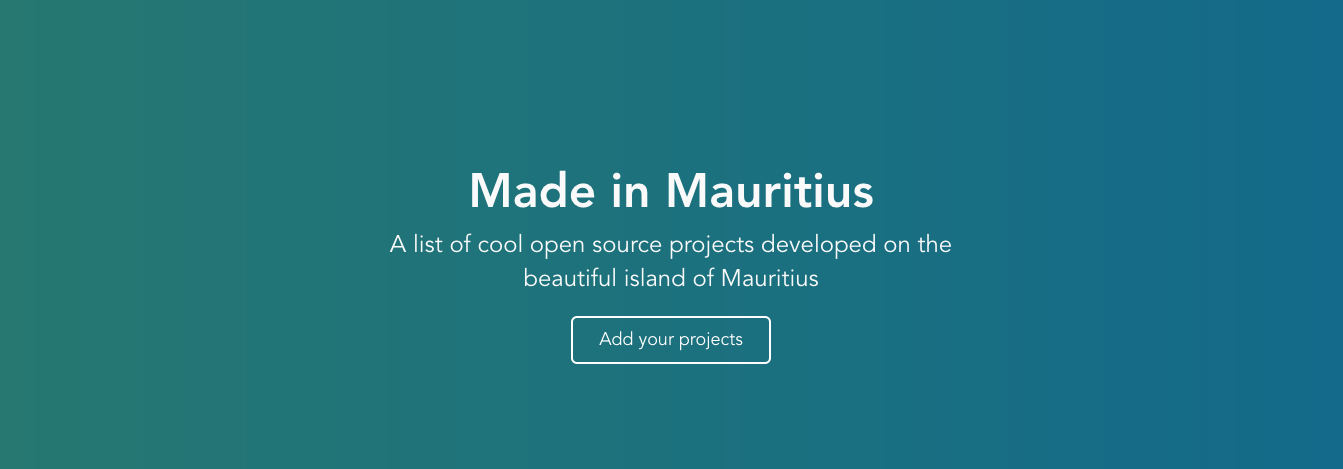 Made in Mauritius
A list of cool open source projects developed on the
beautiful island of Mauritius
Add your projects